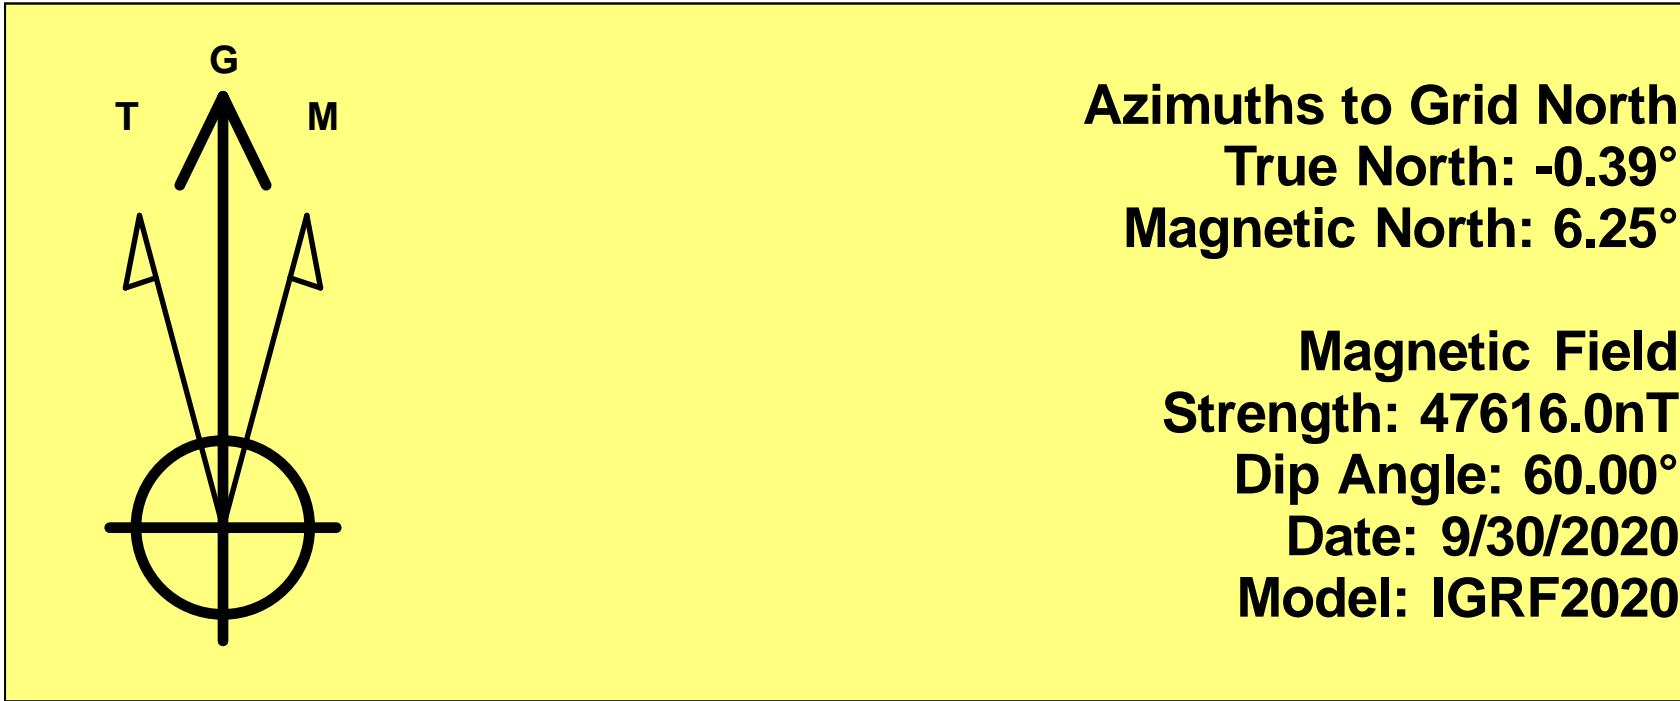 G
T M
Azimuths to Grid North
True North: -0.39°
Magnetic North: 6.25°
Magnetic Field
Strength: 47616.0nT
Dip Angle: 60.00°
Date: 9/30/2020
Model: IGRF2020